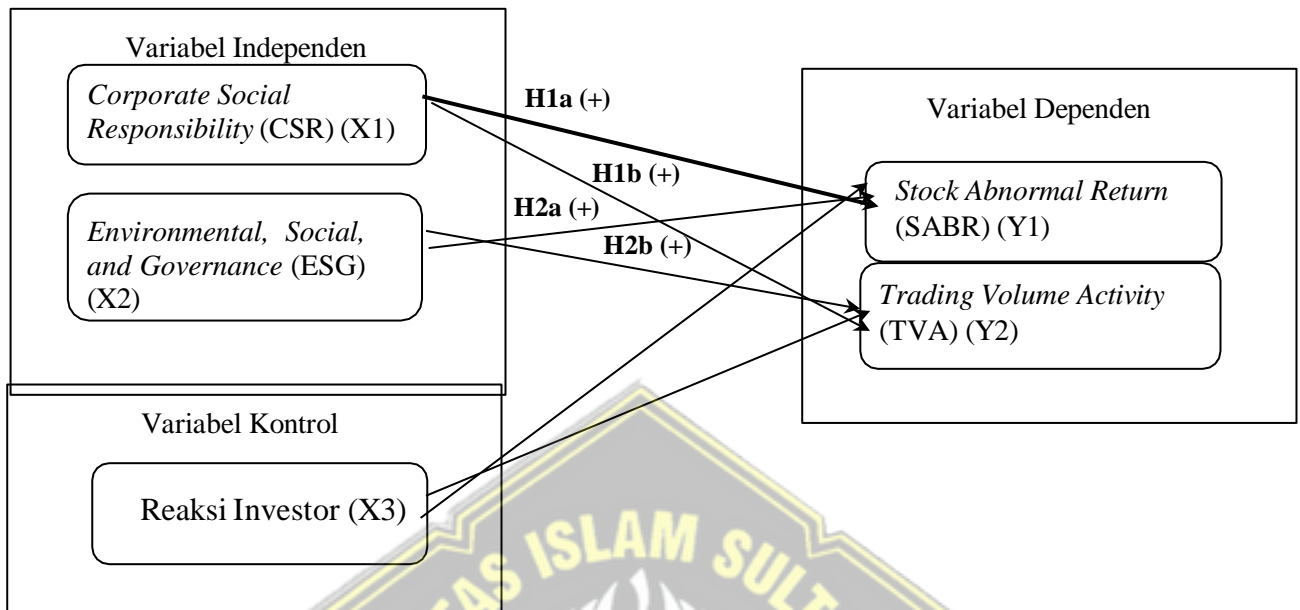 Variabel Independen
Corporate Social
Responsibility (CSR) (X1)
Environmental, Social,
and Governance (ESG)
(X2)
H1a (+)
H1b (+)
H2a (+)
H2b (+)
Variabel Dependen
Stock Abnormal Return
(SABR) (Y1)
Trading Volume Activity
(TVA) (Y2)
Variabel Kontrol
Reaksi Investor (X3)
ISLAM